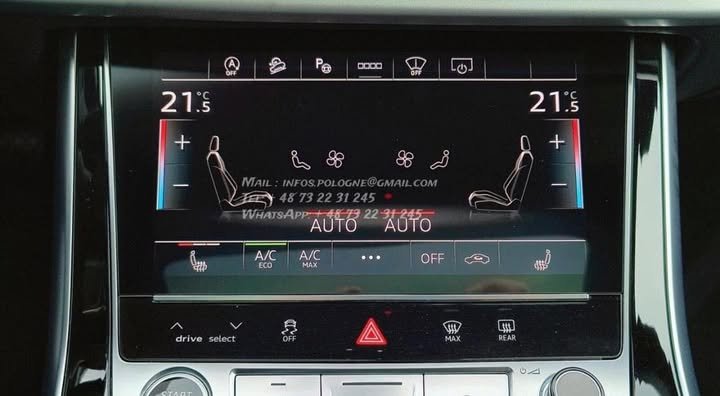 A OFF
P
OFF
21.5 °C
21.5 °C
+
+
−
−
MAIL : INFOS.POLOGNE@GMAIL.COM
TEL : + 48 73 22 31 245
WHATSAPP: + 48 73 22 31 245
AUTO AUTO
A/C ECO
A/C MAX
•••
OFF
drive select
OFF
MAX
REAR
START